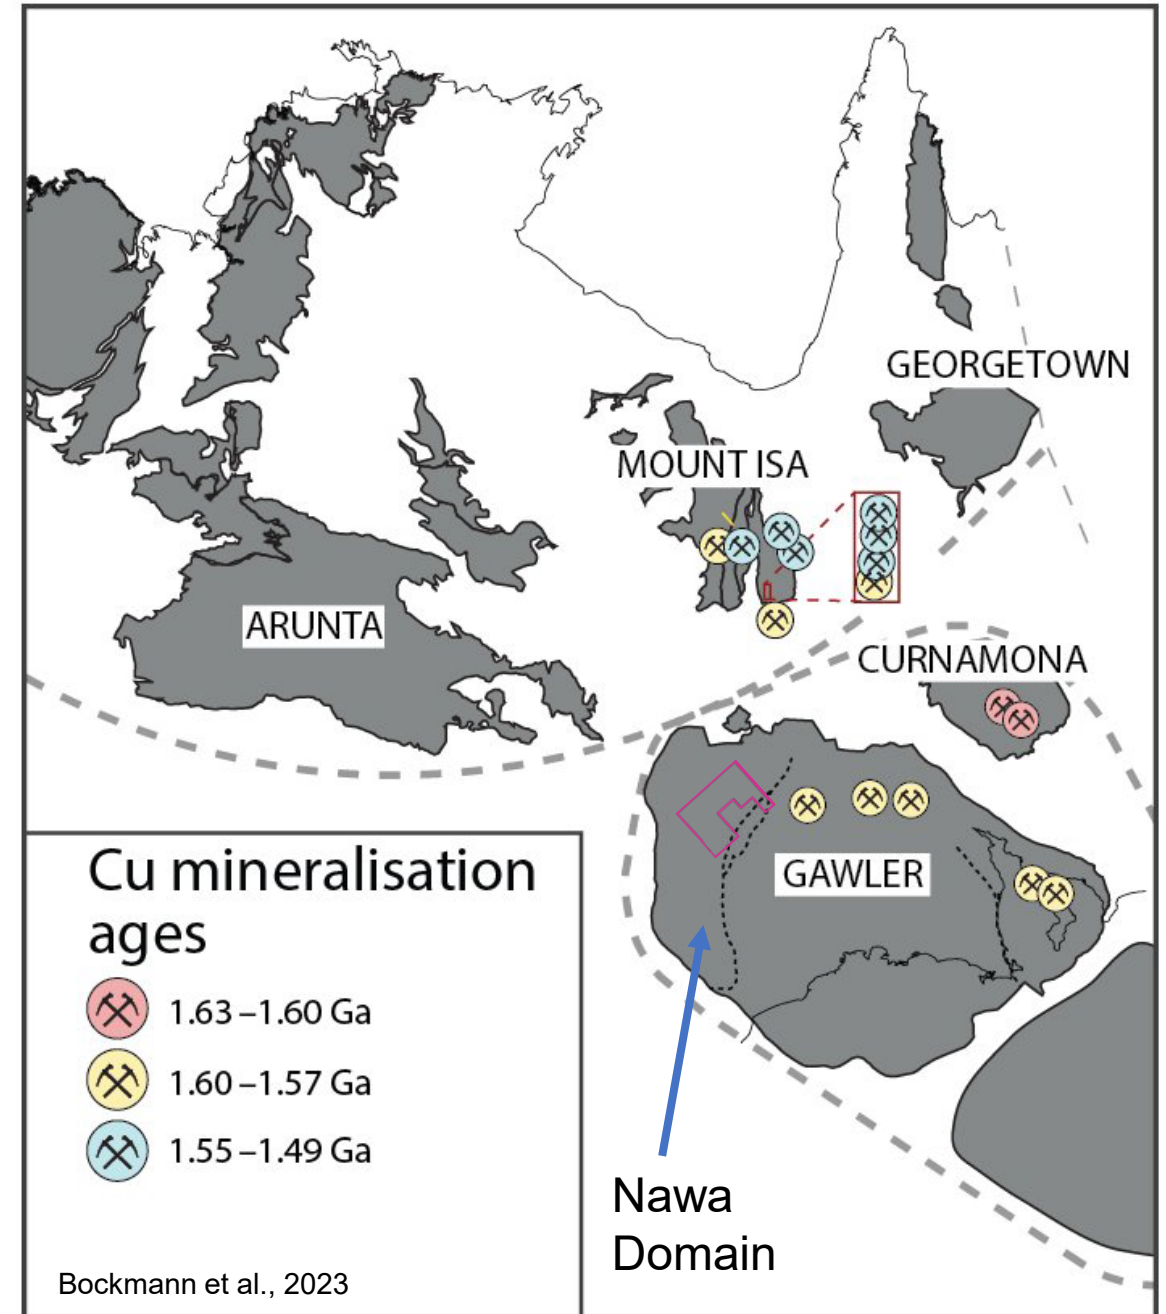 GEORGETOWN
MOUNT ISA
ARUNTA
CURNAMONA
GAWLER
Cu mineralisation
ages
1.63–1.60 Ga
1.60–1.57 Ga
1.55–1.49 Ga
Nawa
Domain
Bockmann et al., 2023